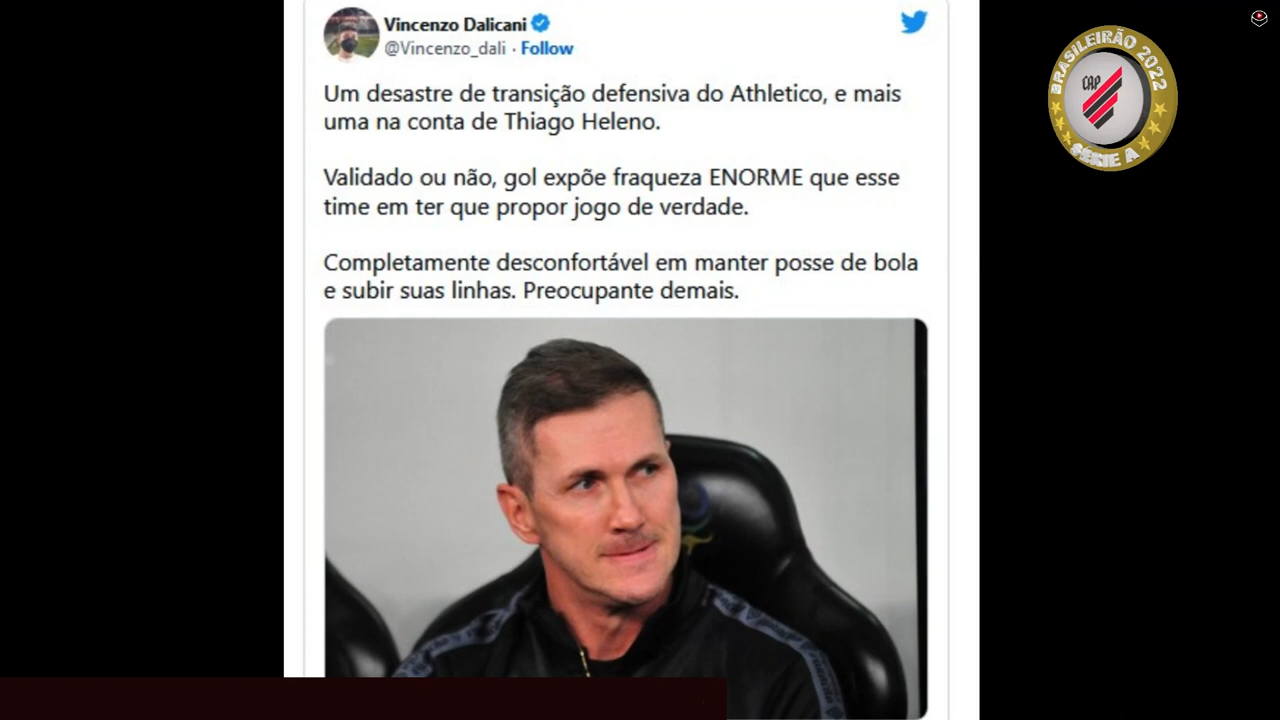 Vincenzo Dalicani
@Vincenzo_dali · Follow
Um desastre de transição defensiva do Athletico, e mais
uma na conta de Thiago Heleno.
Validado ou não, gol expõe fraqueza ENORME que esse
time em ter que propor jogo de verdade.
Completamente desconfortável em manter posse de bola
e subir suas linhas. Preocupante demais.
BRASILEIRÃO 2022
CAP
SÉRIE A